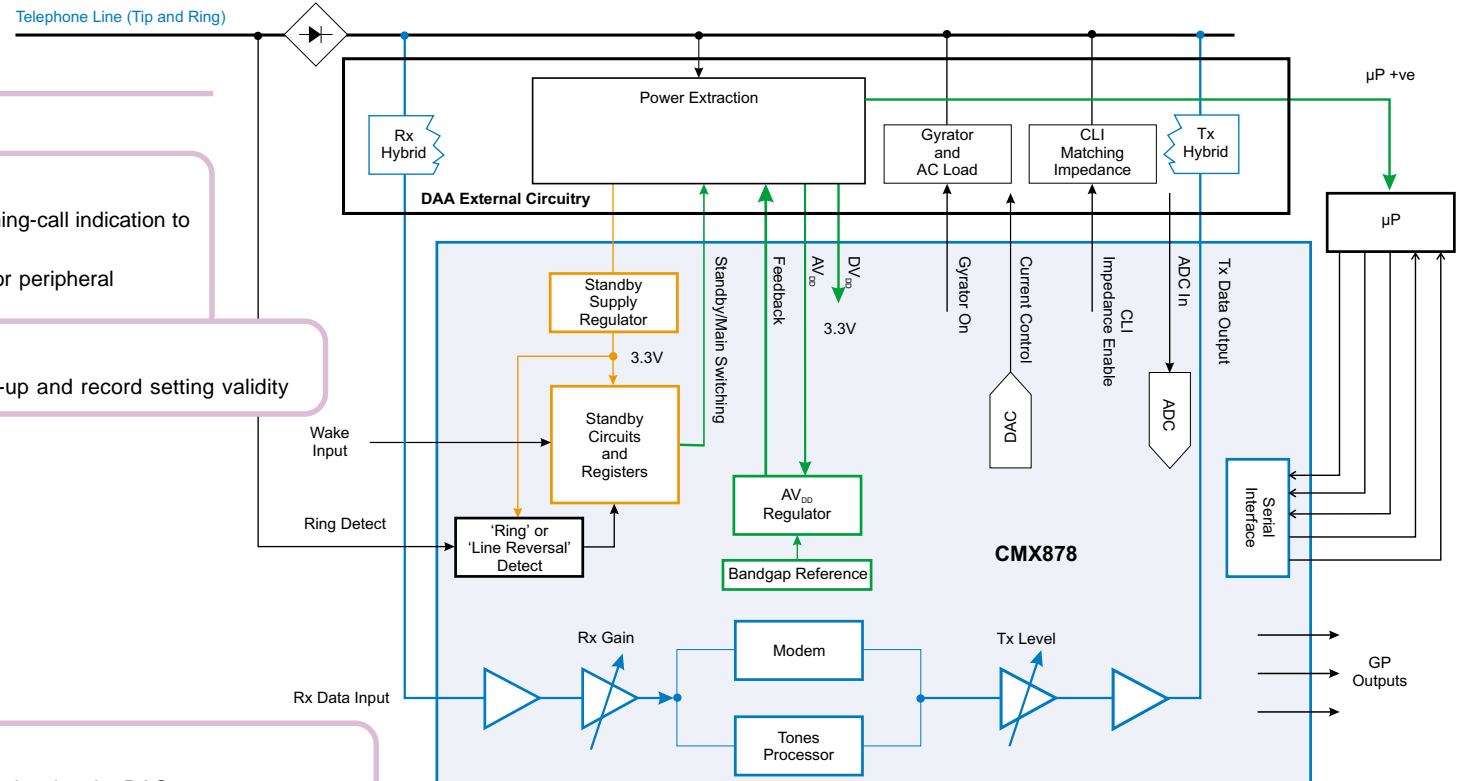 Telephone Line (Tip and Ring)
µP +ve
Power Extraction
Rx
Hybrid
Gyrator
and
AC Load
CLI
Matching
Impedance
Tx
Hybrid
DAA External Circuitry
µP
ing-call indication to
or peripheral
-up and record setting validity
Standby
Supply
Regulator
3.3V
Standby/Main Switching
Feedback
AVDD
DVDD
3.3V
Gyrator On
Current Control
CLI
Impedance Enable
ADC In
Tx Data Output
DAC
ADC
Wake
Input
Standby
Circuits
and
Registers
Ring Detect
'Ring' or
'Line Reversal'
Detect
AVDD
Regulator
Bandgap Reference
CMX878
Serial
Interface
Rx Gain
Modem
Tx Level
Rx Data Input
Tones
Processor
GP
Outputs